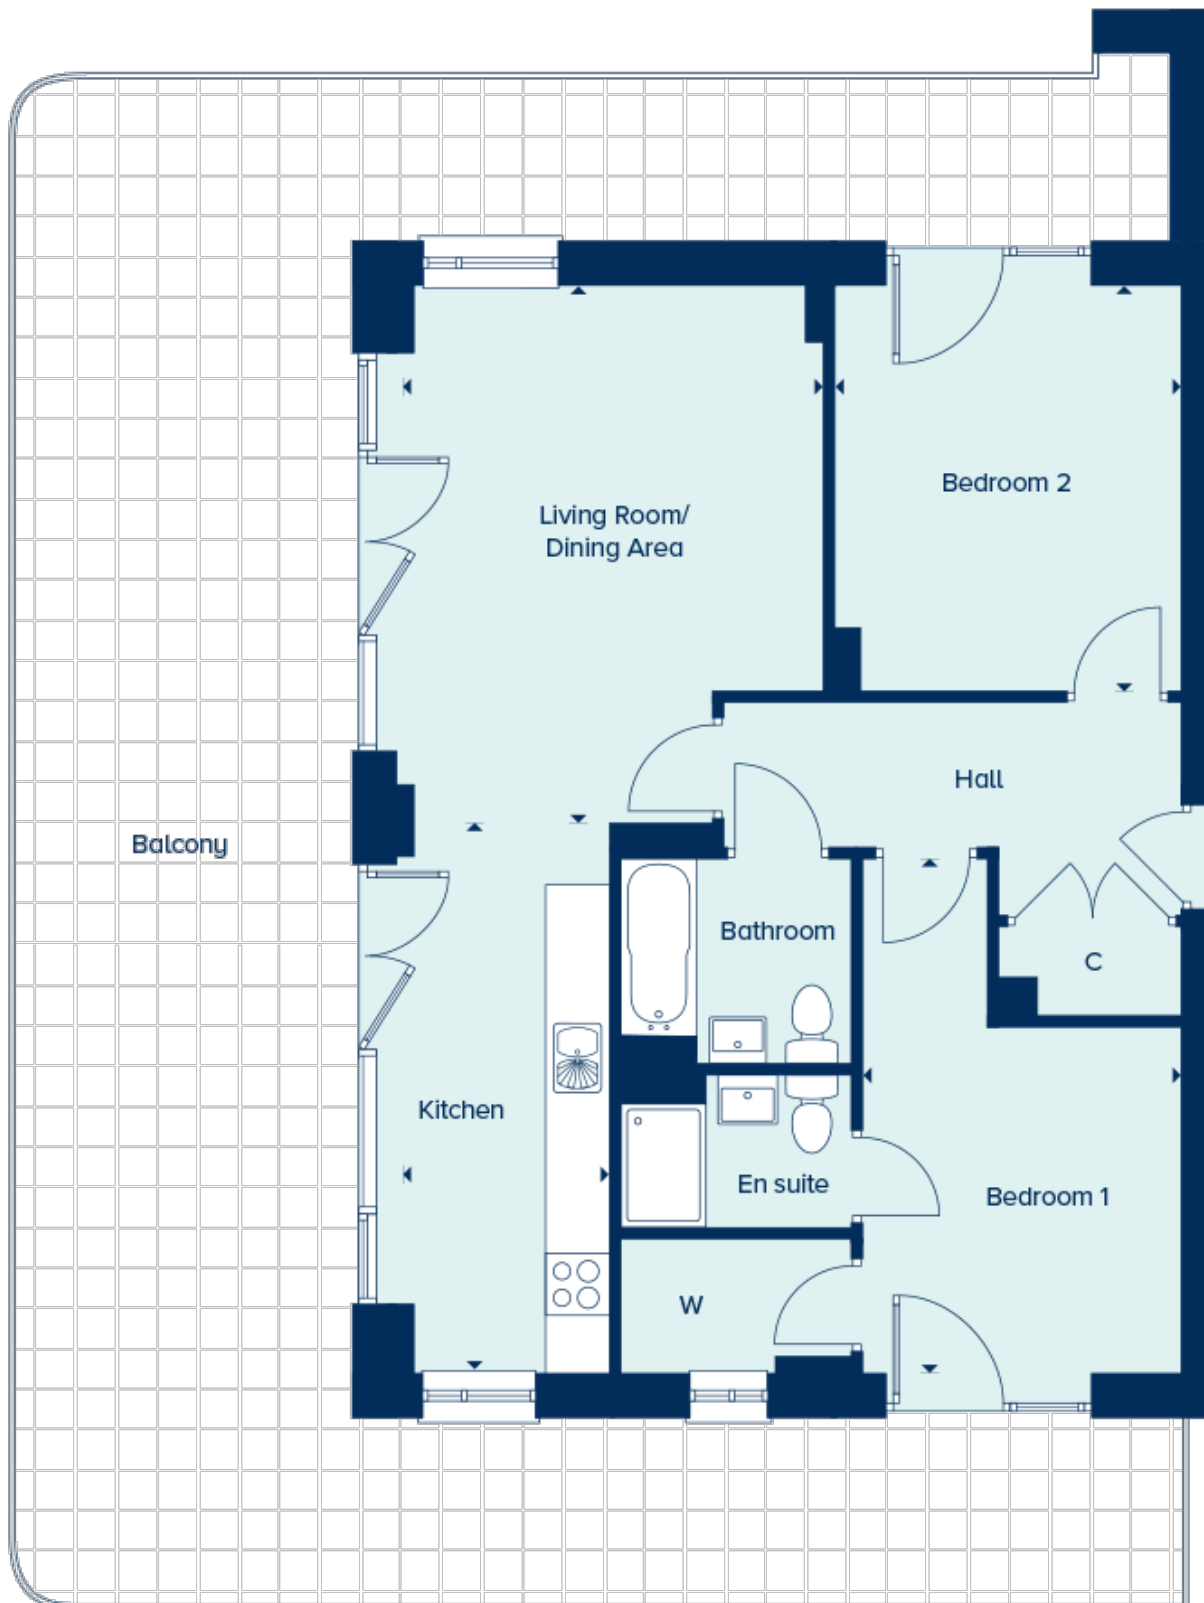 Bedroom 2
Living Room/
Dining Area
Hall
Balcony
Bathroom
C
Kitchen
En suite
Bedroom 1
W